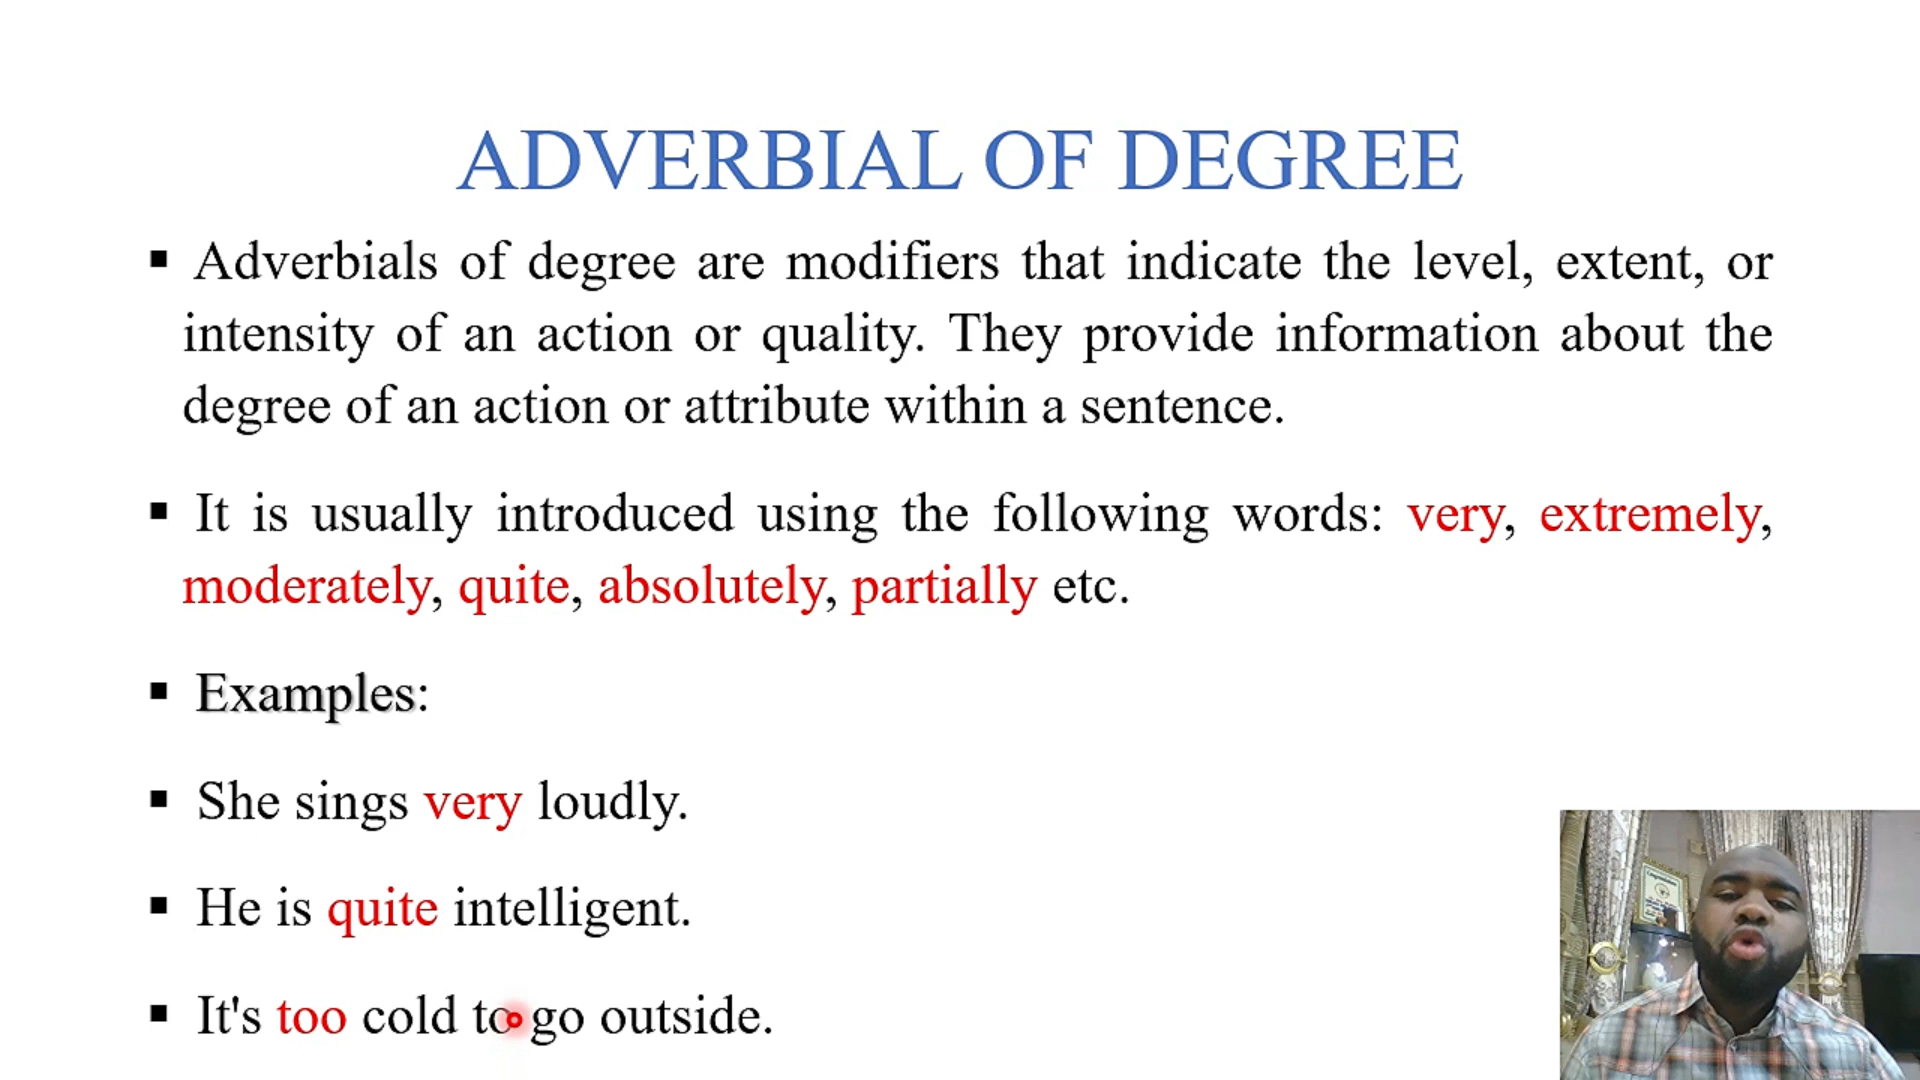 ADVERBIAL OF DEGREE
▪ Adverbials of degree are modifiers that indicate the level, extent, or
intensity of an action or quality. They provide information about the
degree of an action or attribute within a sentence.
▪ It is usually introduced using the following words: very, extremely,
moderately, quite, absolutely, partially etc.
▪ Examples:
▪ She sings very loudly.
▪ He is quite intelligent.
▪ It's too cold to go outside.